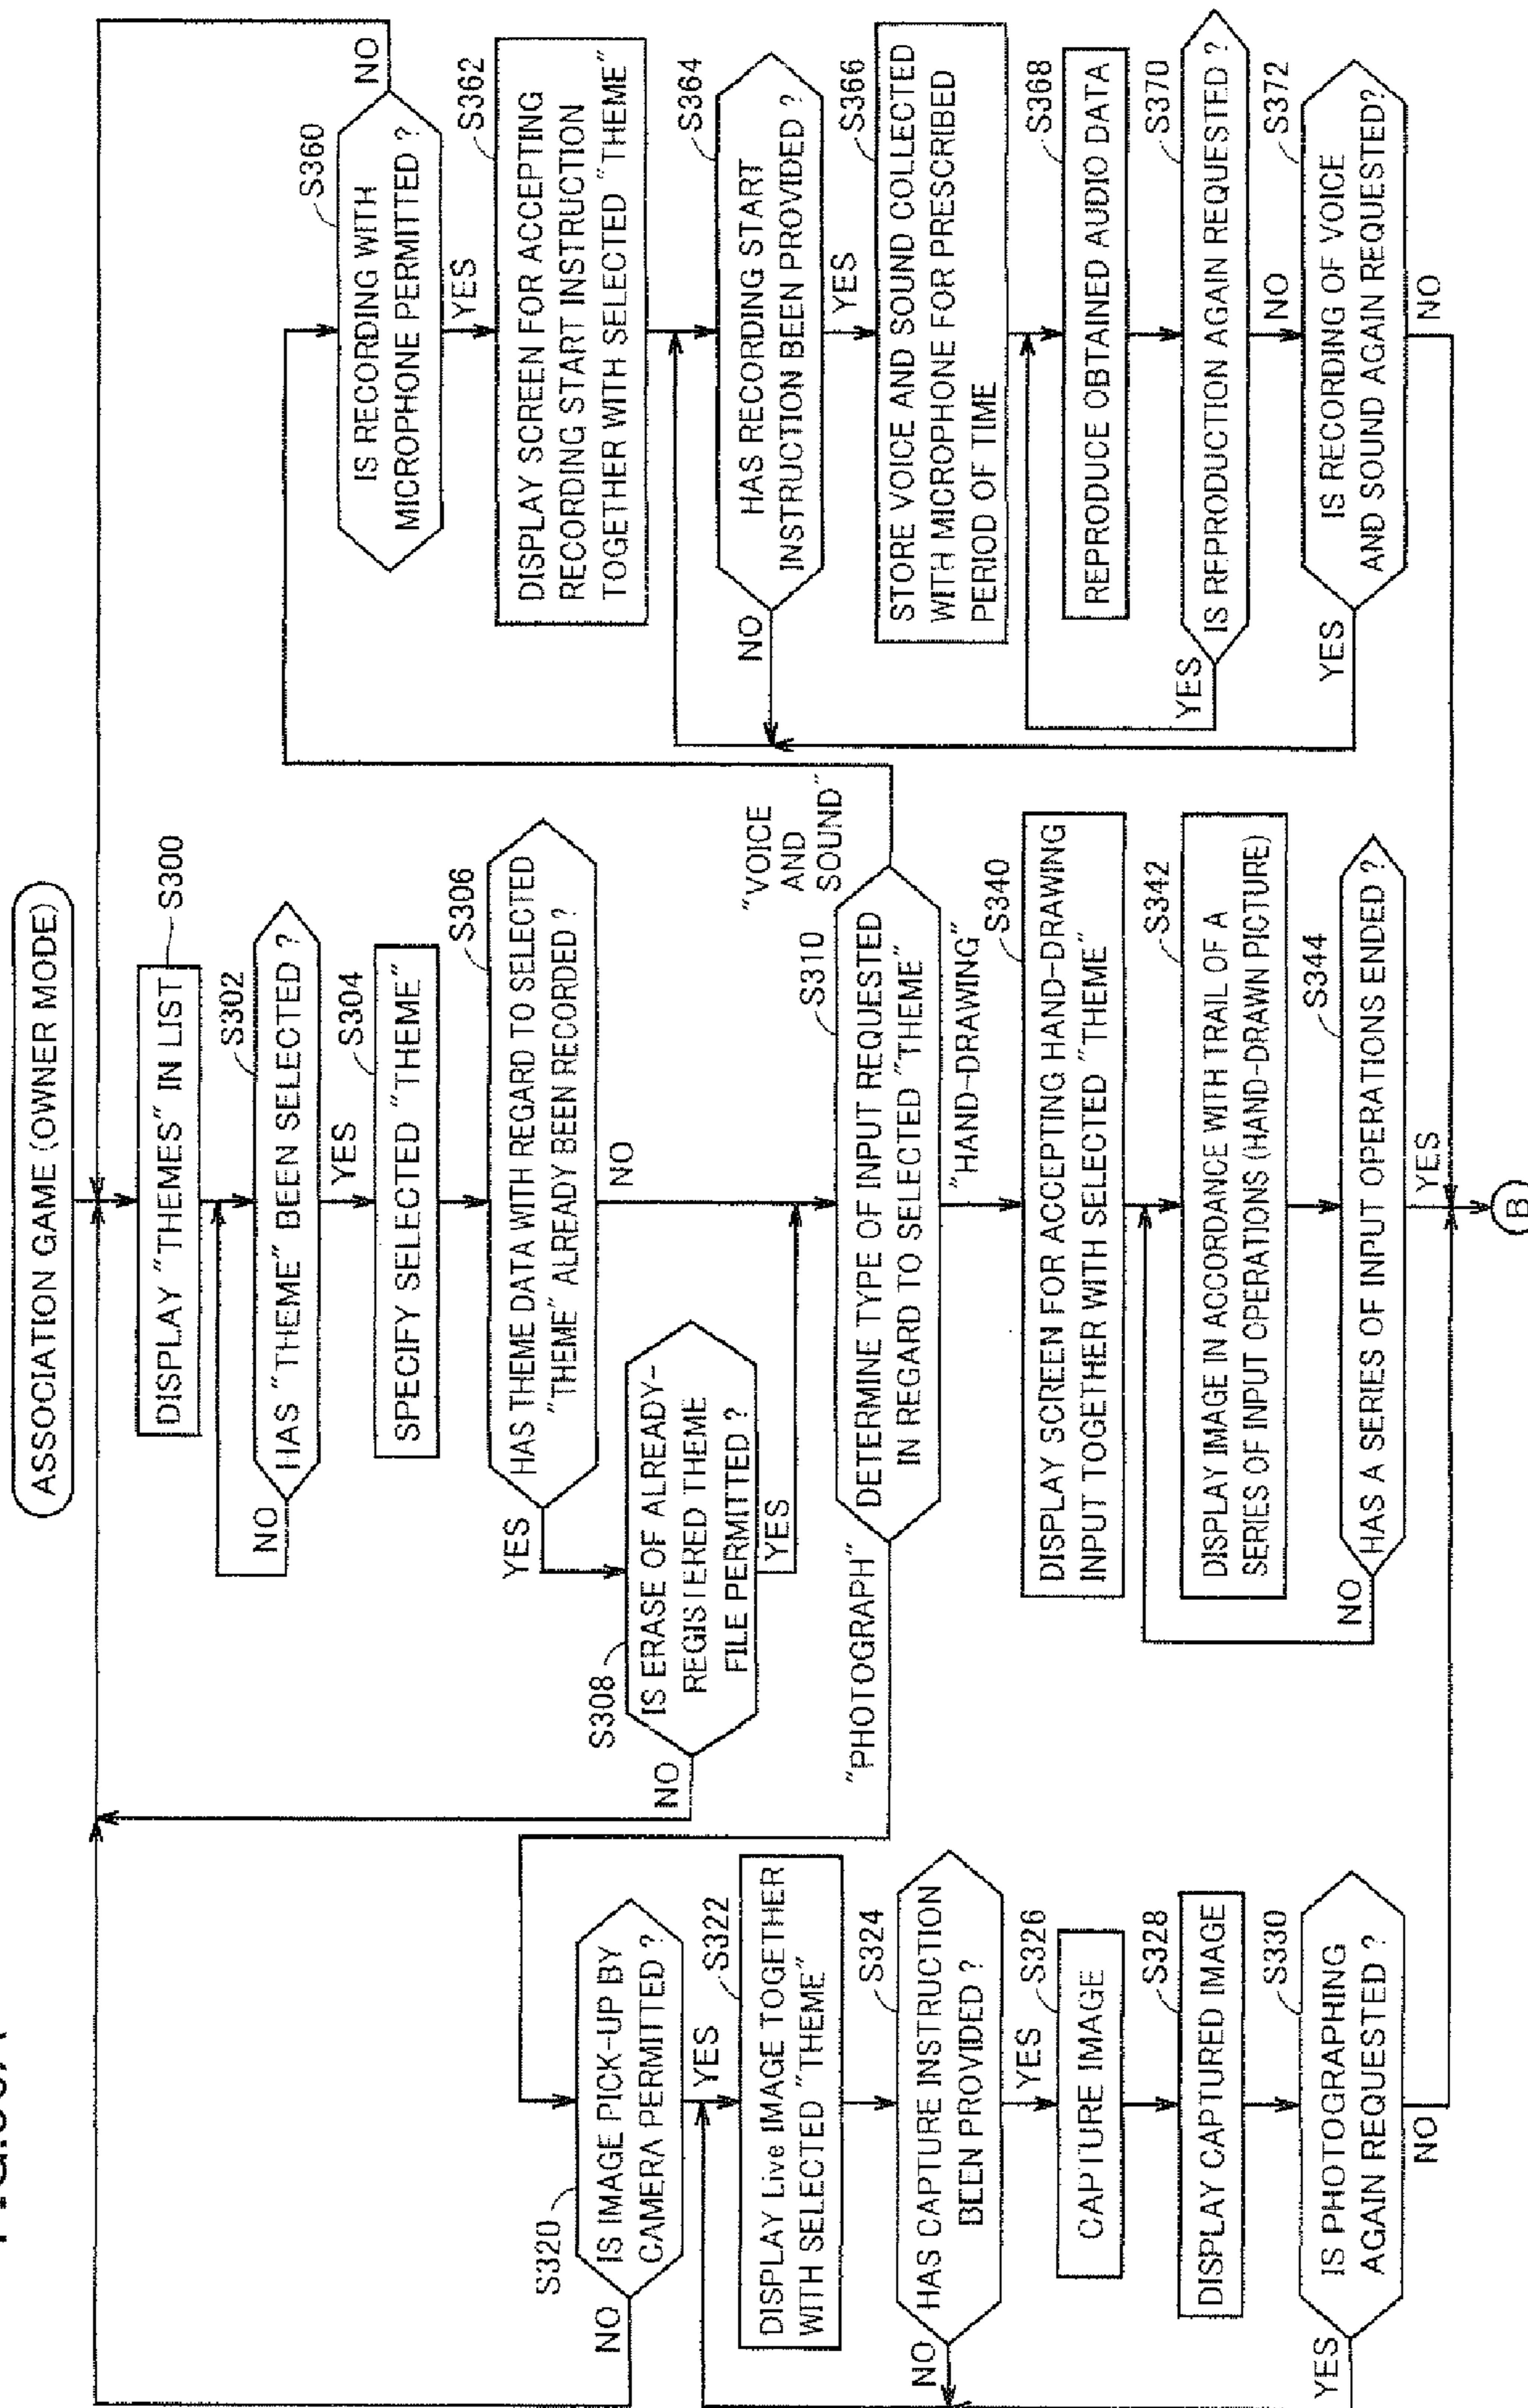 ASSOCIATION GAME (OWNER MODE)
DISPLAY "THEMES" IN LIST
S300
HAS "THEME" BEEN SELECTED ?
S302
NO
YES
SPECIFY SELECTED "THEME"
S304
HAS THEME DATA WITH REGARD TO SELECTED
"THEME" ALREADY BEEN RECORDED ?
S306
YES
NO
S308
IS ERASE OF ALREADY-
REGISTERED THEME
FILE PERMITTED ?
NO
YES
S310
DETERMINE TYPE OF INPUT REQUESTED
IN REGARD TO SELECTED "THEME"
"PHOTOGRAPH"
"HAND-DRAWING"
"VOICE
AND
SOUND"
S320
IS IMAGE PICK-UP BY
CAMERA PERMITTED ?
NO
YES
S322
DISPLAY Live IMAGE TOGETHER
WITH SELECTED "THEME"
S324
HAS CAPTURE INSTRUCTION
BEEN PROVIDED ?
NO
YES
S326
CAPTURE IMAGE
S328
DISPLAY CAPTURED IMAGE
S330
IS PHOTOGRAPHING
AGAIN REQUESTED ?
YES
NO
S340
DISPLAY SCREEN FOR ACCEPTING HAND-DRAWING
INPUT TOGETHER WITH SELECTED "THEME"
S342
DISPLAY IMAGE IN ACCORDANCE WITH TRAIL OF A
SERIES OF INPUT OPERATIONS (HAND-DRAWN PICTURE)
S344
HAS A SERIES OF INPUT OPERATIONS ENDED ?
NO
YES
S360
IS RECORDING WITH
MICROPHONE PERMITTED ?
NO
YES
S362
DISPLAY SCREEN FOR ACCEPTING
RECORDING START INSTRUCTION
TOGETHER WITH SELECTED "THEME"
S364
HAS RECORDING START
INSTRUCTION BEEN PROVIDED ?
NO
YES
S366
STORE VOICE AND SOUND COLLECTED
WITH MICROPHONE FOR PRESCRIBED
PERIOD OF TIME
S368
REPRODUCE OBTAINED AUDIO DATA
S370
IS REPRODUCTION AGAIN REQUESTED ?
YES
NO
S372
IS RECORDING OF VOICE
AND SOUND AGAIN REQUESTED?
YES
NO
B